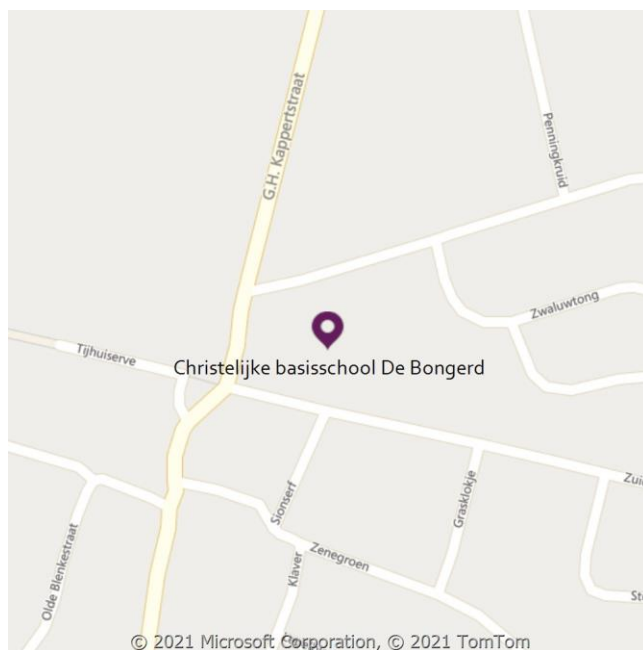 G.H. Kappertstraat
Penningkruid
Zwaluwtong
Tijhuiserve
Christelijke basisschool De Bongerd
Sionserf
Grasklokje
Olde Blenkestraat
Klaver
Zenegroen
© 2021 Microsoft Corporation, © 2021 TomTom